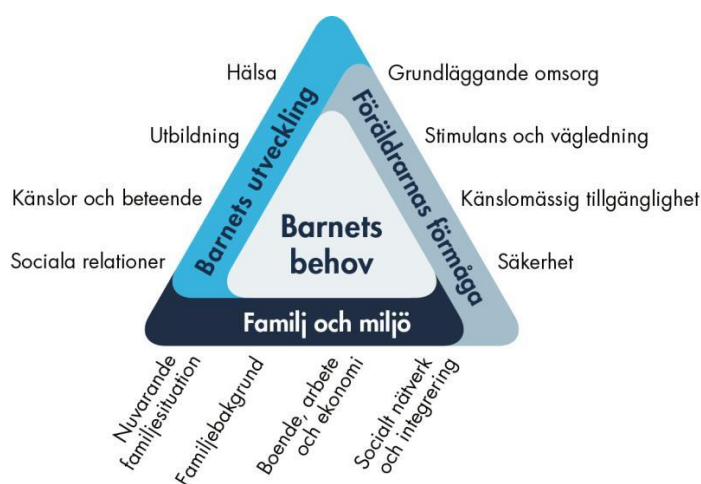 Hälsa
Utbildning
Känslor och beteende
Sociala relationer
Barnets utveckling
Grundläggande omsorg
Stimulans och vägledning
Känslomässig tillgänglighet
Säkerhet
Föräldrarnas förmåga
Barnets
behov
Familj och miljö
Nuvarande
familjesituation
Familjebakgrund
Boende, arbete
och ekonomi
Socialt nätverk
och integrering